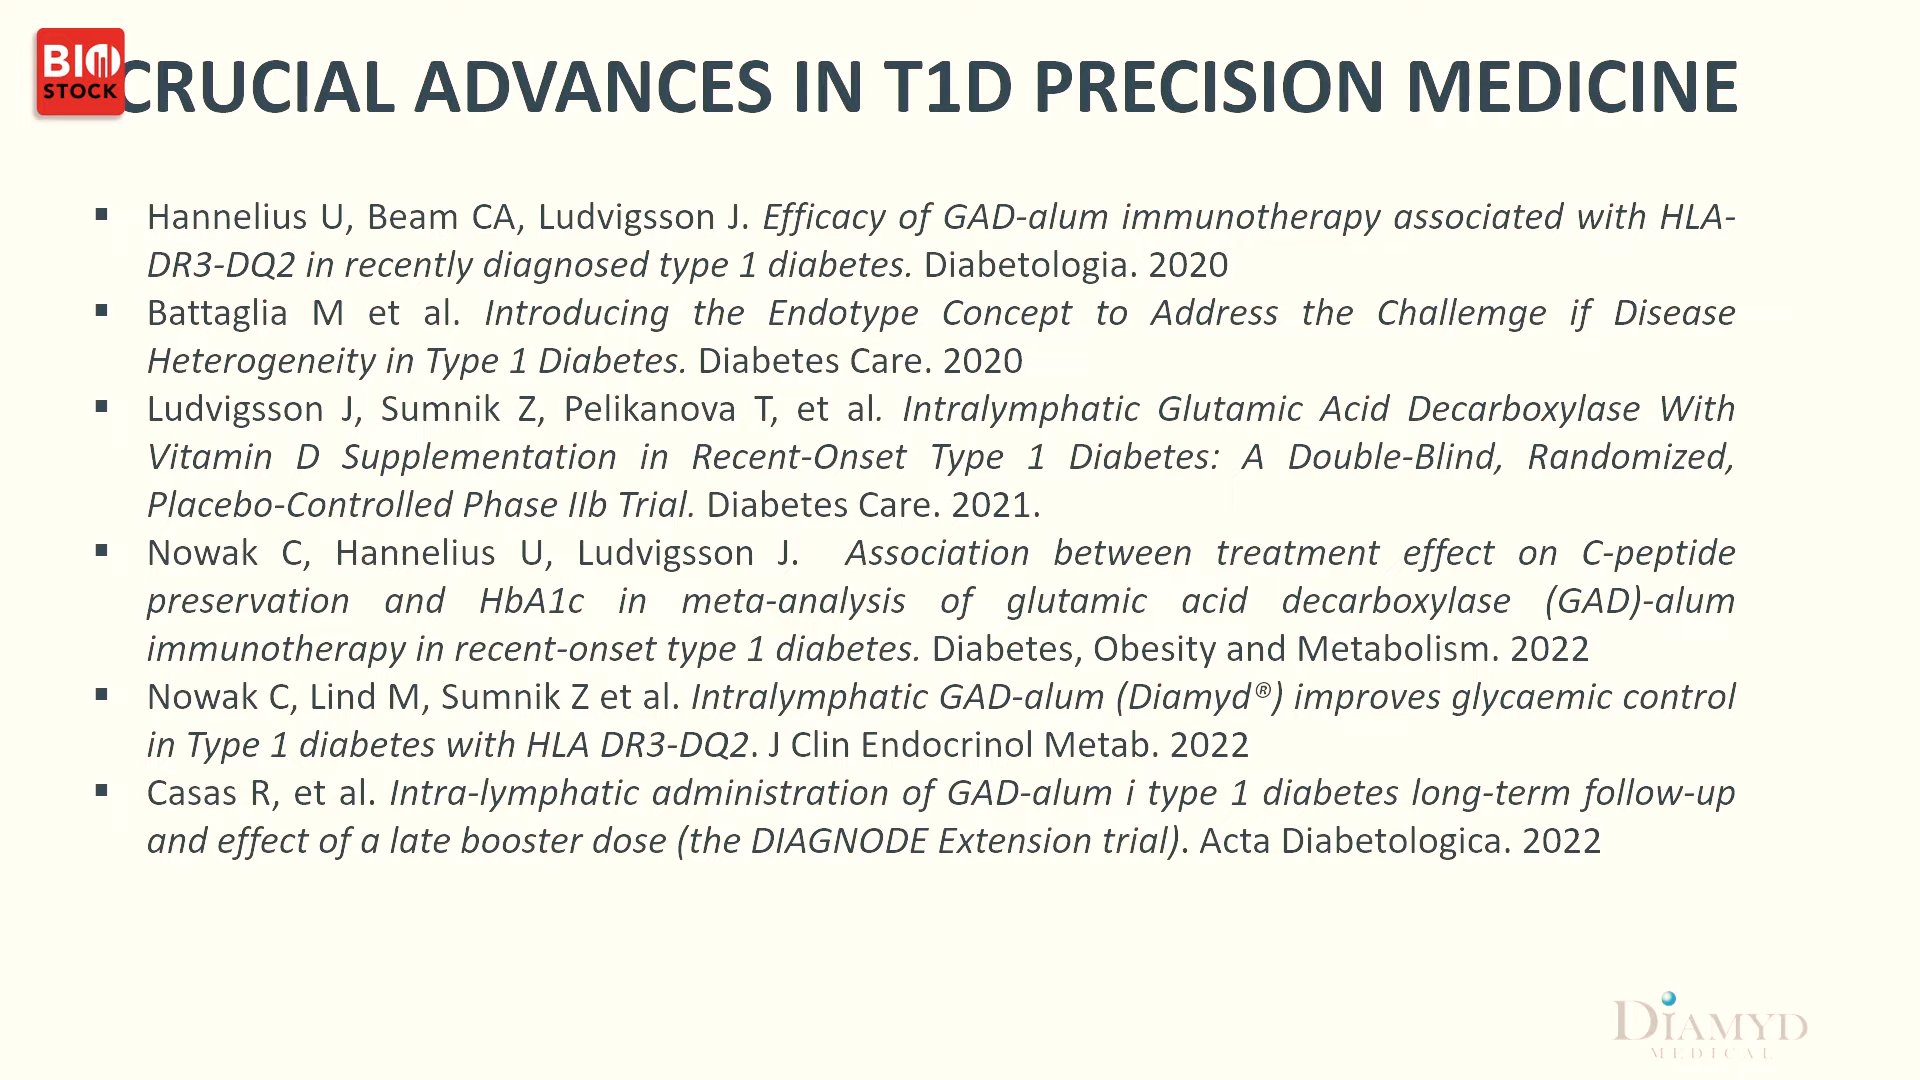 BIO
STOCK
CRUCIAL ADVANCES IN T1D PRECISION MEDICINE
▪ Hannelius U, Beam CA, Ludvigsson J. Efficacy of GAD-alum immunotherapy associated with HLA-
DR3-DQ2 in recently diagnosed type 1 diabetes. Diabetologia. 2020
▪ Battaglia M et al. Introducing the Endotype Concept to Address the Challemge if Disease
Heterogeneity in Type 1 Diabetes. Diabetes Care. 2020
▪ Ludvigsson J, Sumnik Z, Pelikanova T, et al. Intralymphatic Glutamic Acid Decarboxylase With
Vitamin D Supplementation in Recent-Onset Type 1 Diabetes: A Double-Blind, Randomized,
Placebo-Controlled Phase IIb Trial. Diabetes Care. 2021.
▪ Nowak C, Hannelius U, Ludvigsson J. Association between treatment effect on C-peptide
preservation and HbA1c in meta-analysis of glutamic acid decarboxylase (GAD)-alum
immunotherapy in recent-onset type 1 diabetes. Diabetes, Obesity and Metabolism. 2022
▪ Nowak C, Lind M, Sumnik Z et al. Intralymphatic GAD-alum (Diamyd®) improves glycaemic control
in Type 1 diabetes with HLA DR3-DQ2. J Clin Endocrinol Metab. 2022
▪ Casas R, et al. Intra-lymphatic administration of GAD-alum i type 1 diabetes long-term follow-up
and effect of a late booster dose (the DIAGNODE Extension trial). Acta Diabetologica. 2022
DIAMYD
MEDICAL